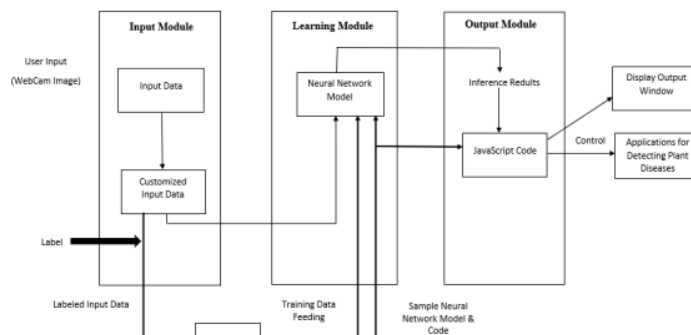 Input Module
Learning Module
Output Module
User Input
(WebCam Image)
Input Data
Neural Network
Model
Inference Redults
Display Output
Window
Customized
Input Data
JavaScript Code
Control
Applications for
Detecting Plant
Diseases
Label
Labeled Input Data
Training Data
Feeding
Sample Neural
Network Model &
Code